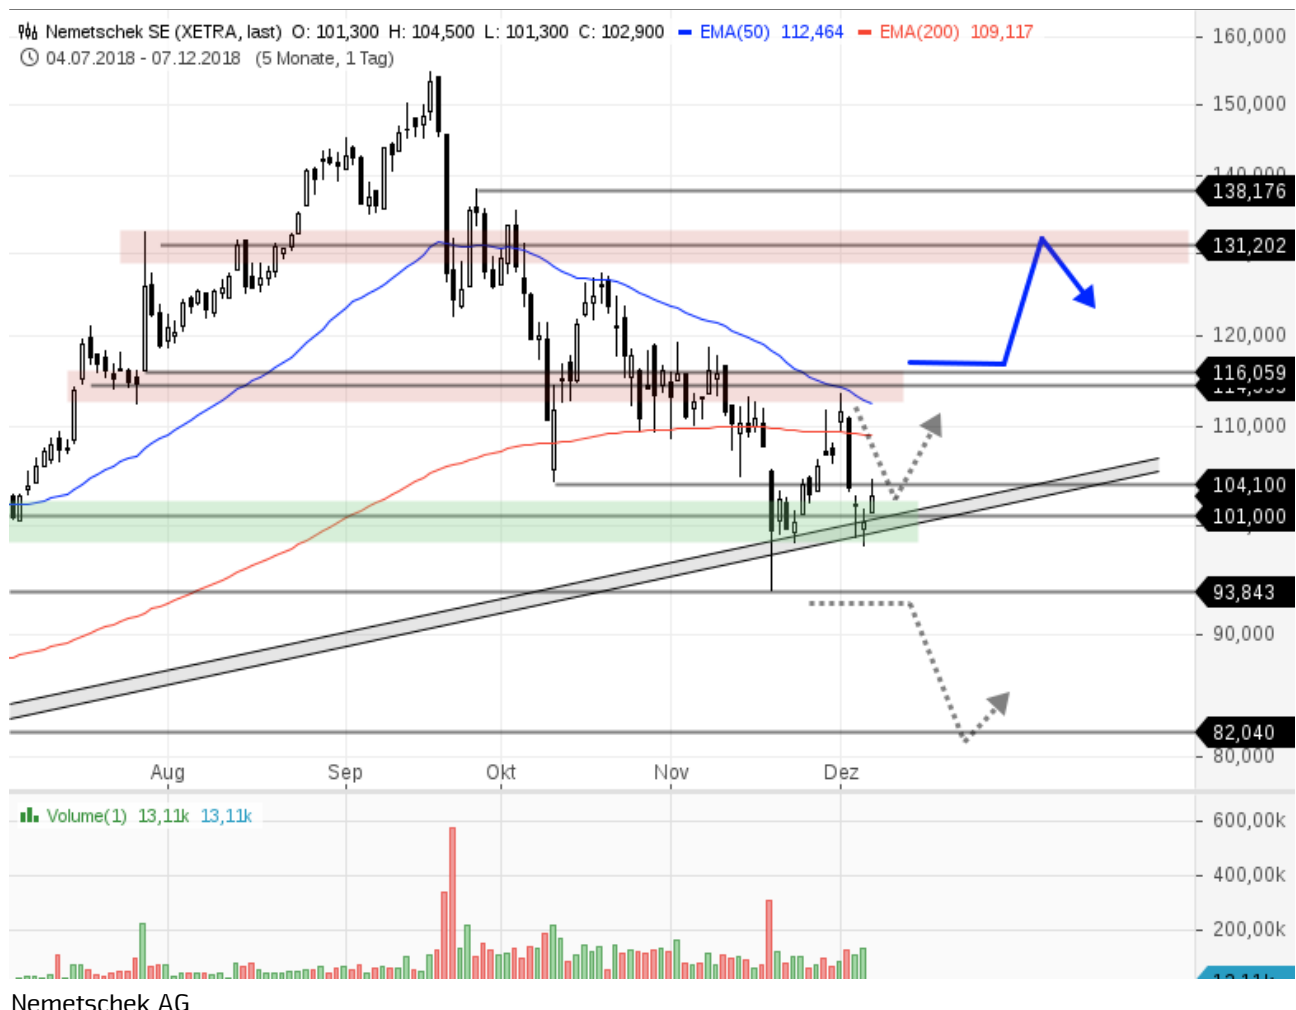 Nemetschek SE (XETRA, last) O: 101,300 H: 104,500 L: 101,300 C: 102,900 EMA(50) 112,464 EMA(200) 109,117
04.07.2018 - 07.12.2018 (5 Monate, 1 Tag)
160,000
150,000
140,000
138,176
131,202
120,000
116,059
110,000
104,100
101,000
93,843
90,000
82,040
80,000
Aug Sep Okt Nov Dez
Volume(1) 13,11k 13,11k
600,00k
400,00k
200,00k
Nemetschek AG